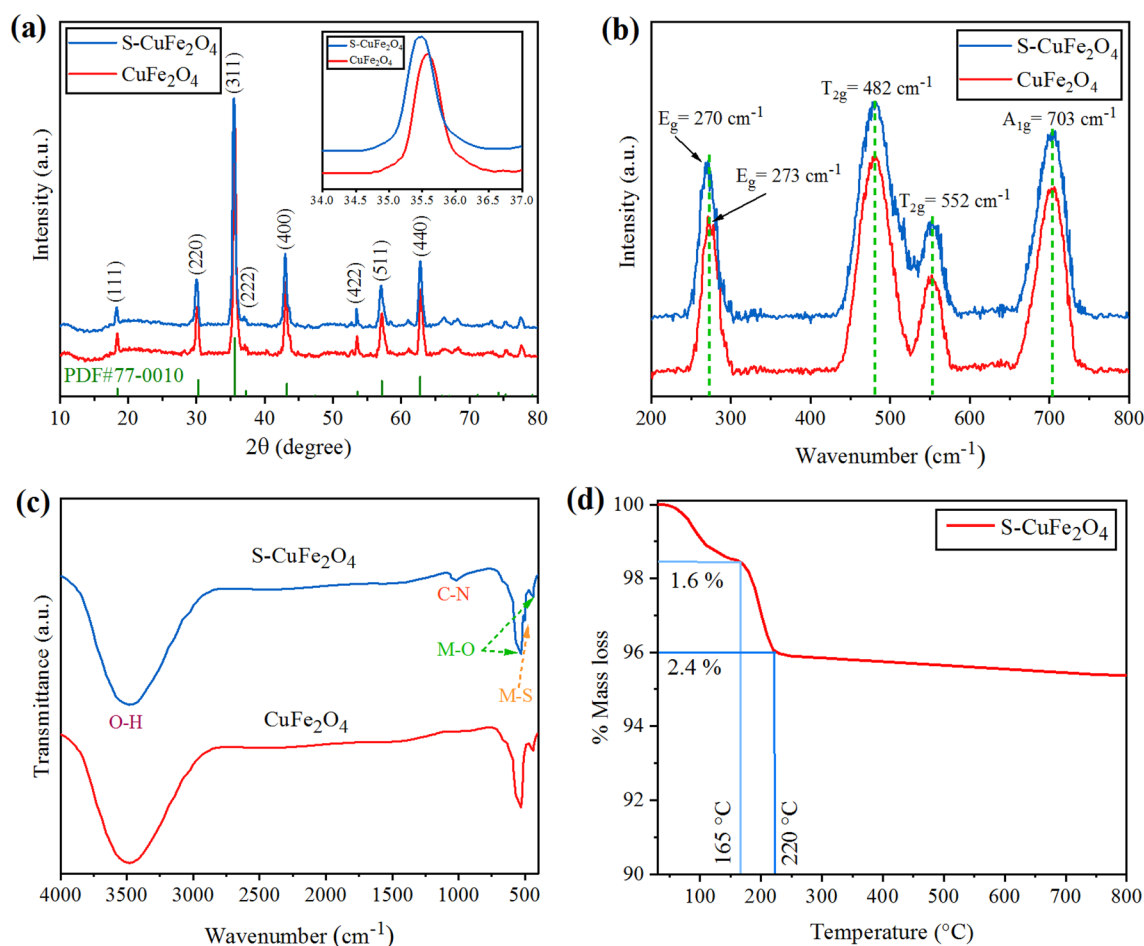 (a)
S-CuFe2O4
CuFe2O4
(111)
(220)
(311)
(222)
(400)
(422)
(511)
(440)
S-CuFe2O4
CuFe2O4
34.0 34.5 35.0 35.5 36.0 36.5 37.0
PDF#77-0010
Intensity (a.u.)
10 20 30 40 50 60 70 80
2θ (degree)
(b)
S-CuFe2O4
CuFe2O4
Eg= 270 cm-1
Eg= 273 cm-1
T2g= 482 cm-1
T2g= 552 cm-1
A1g= 703 cm-1
Intensity (a.u.)
200 300 400 500 600 700 800
Wavenumber (cm-1)
(c)
S-CuFe2O4
C-N
M-O
M-S
O-H
CuFe2O4
Transmittance (a.u.)
4000 3500 3000 2500 2000 1500 1000 500
Wavenumber (cm-1)
(d)
S-CuFe2O4
100
98
96
94
92
90
1.6 %
2.4 %
165 °C
220 °C
% Mass loss
100 200 300 400 500 600 700 800
Temperature (°C)